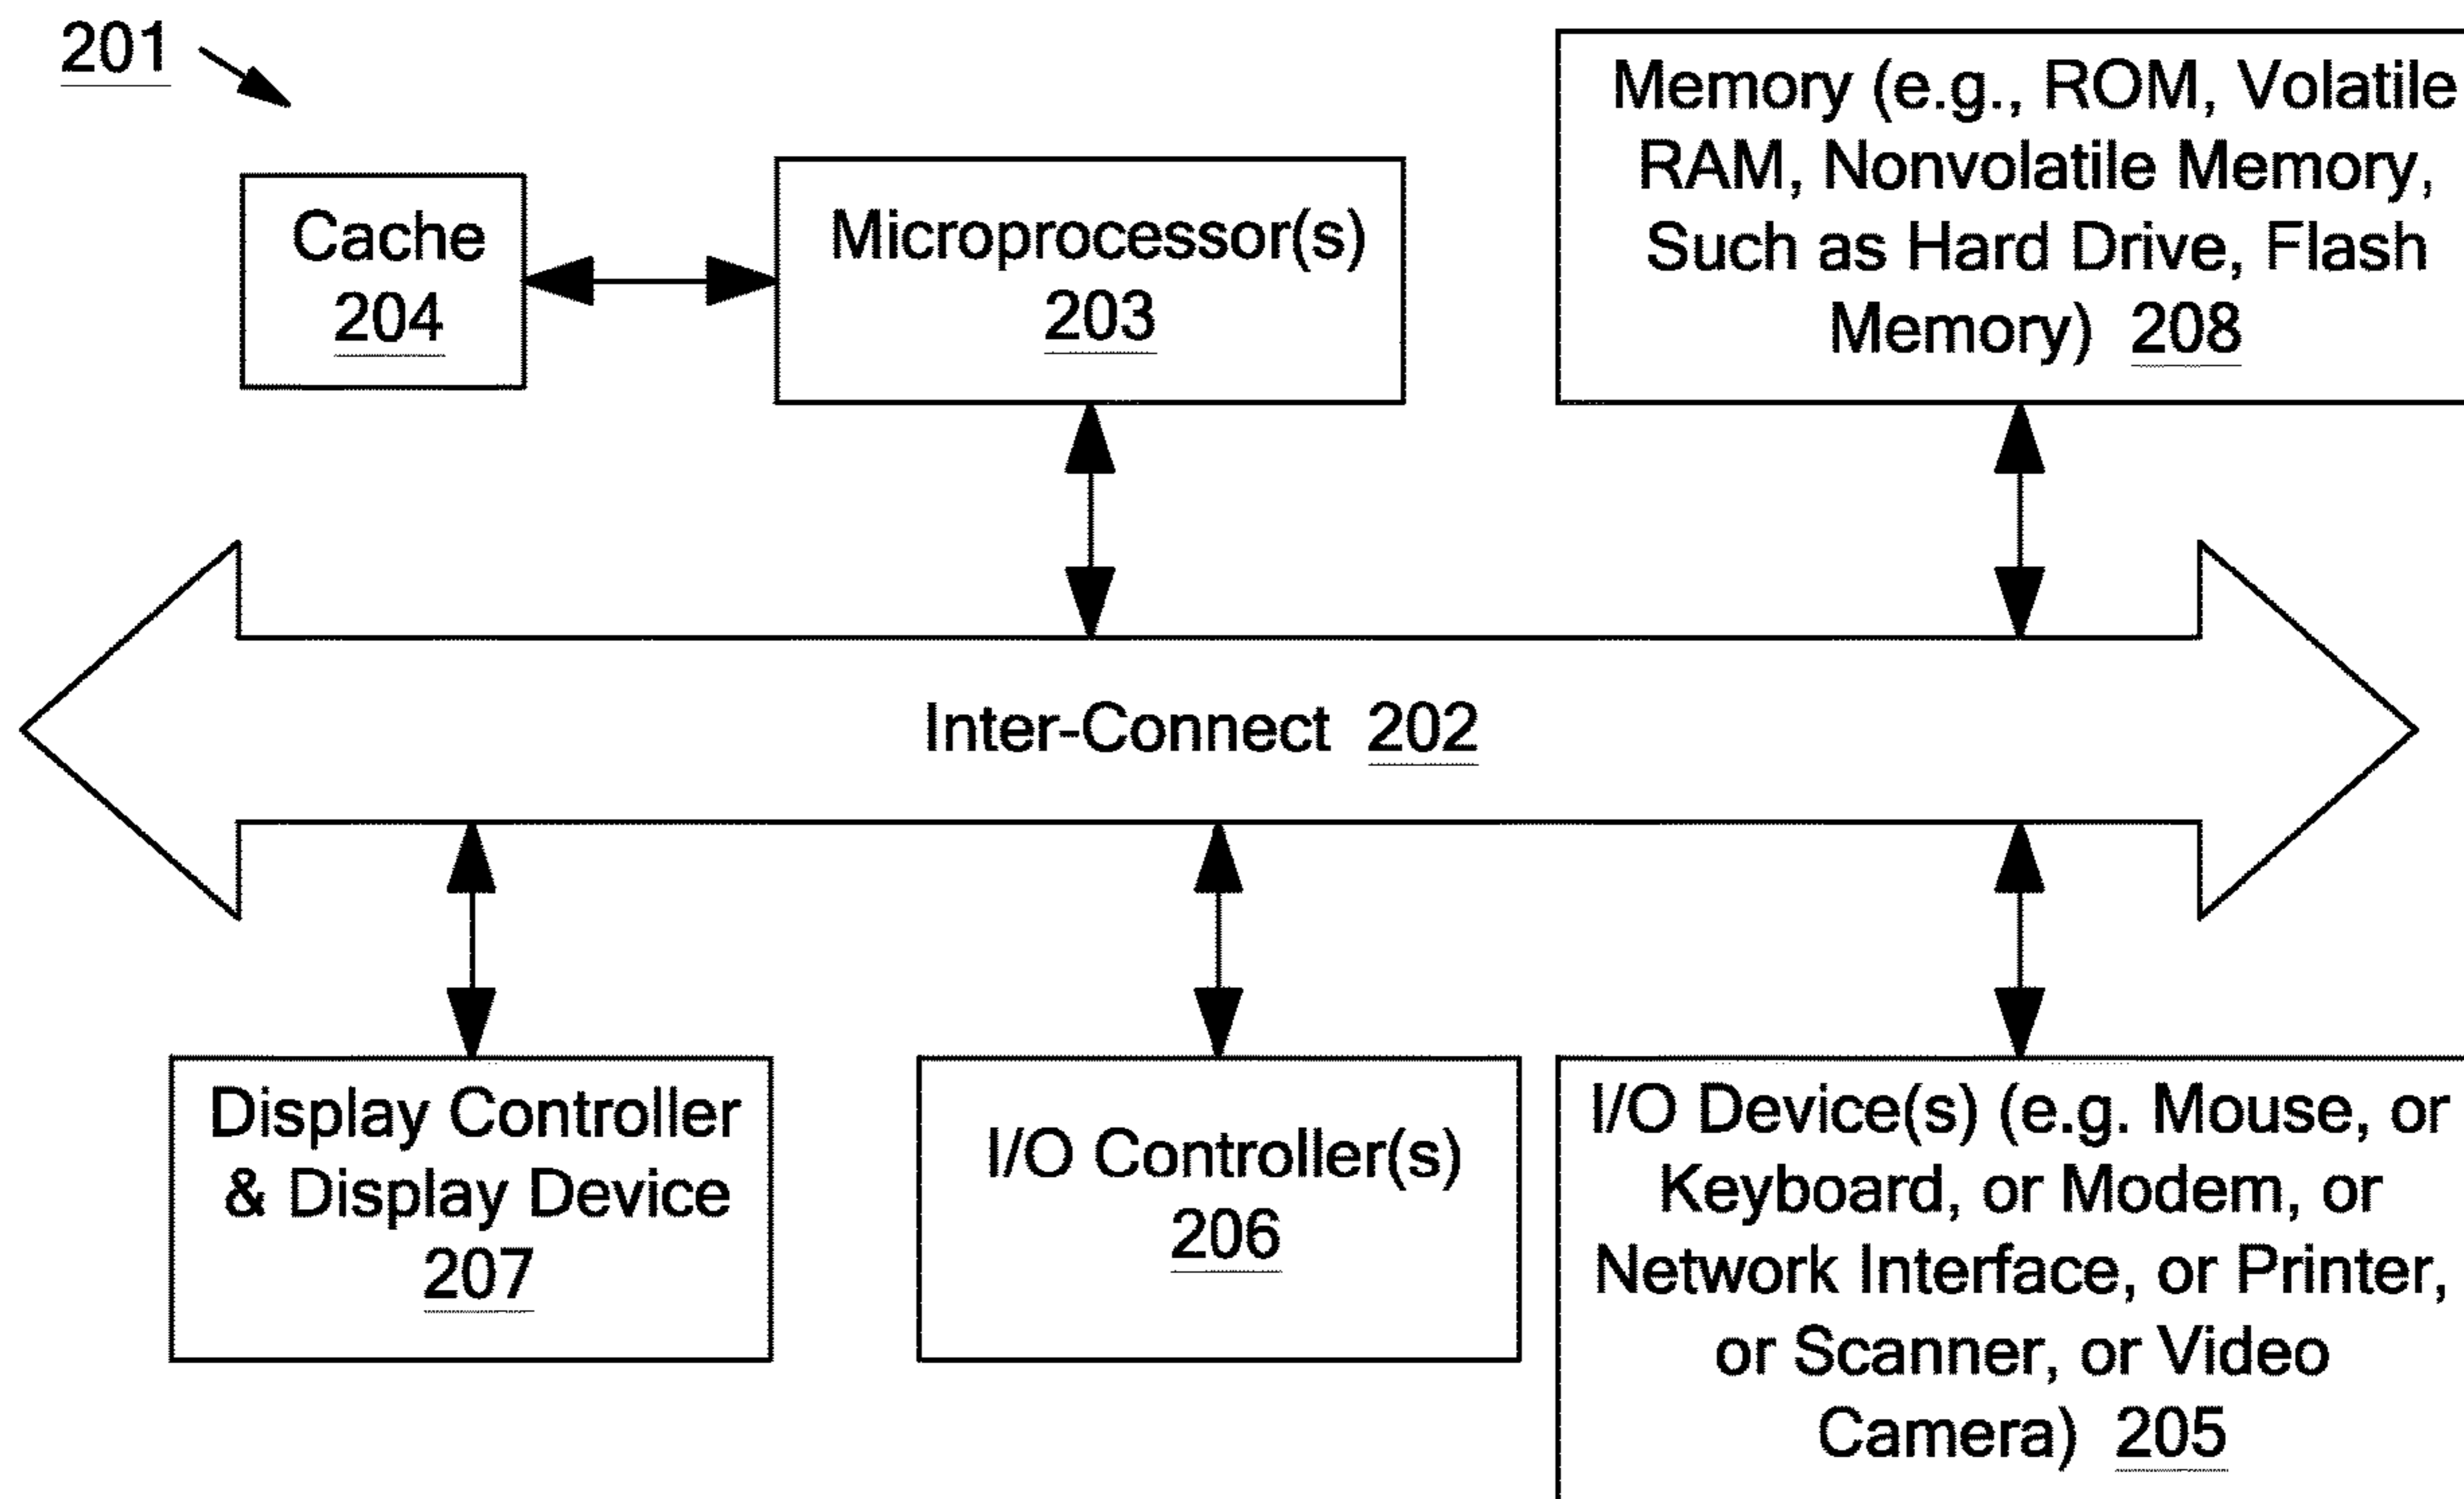 201
Cache
204
Microprocessor(s)
203
Memory (e.g., ROM, Volatile
RAM, Nonvolatile Memory,
Such as Hard Drive, Flash
Memory) 208
Inter-Connect 202
Display Controller
& Display Device
207
I/O Controller(s)
206
I/O Device(s) (e.g. Mouse, or
Keyboard, or Modem, or
Network Interface, or Printer,
or Scanner, or Video
Camera) 205